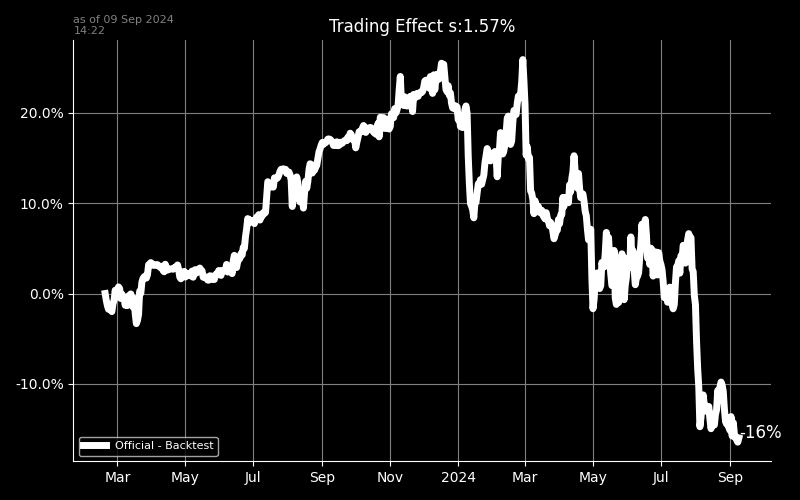 as of 09 Sep 2024
14:22
Trading Effect s:1.57%
20.0%
10.0%
0.0%
-10.0%
-16%
Official - Backtest
Mar May Jul Sep Nov 2024 Mar May Jul Sep